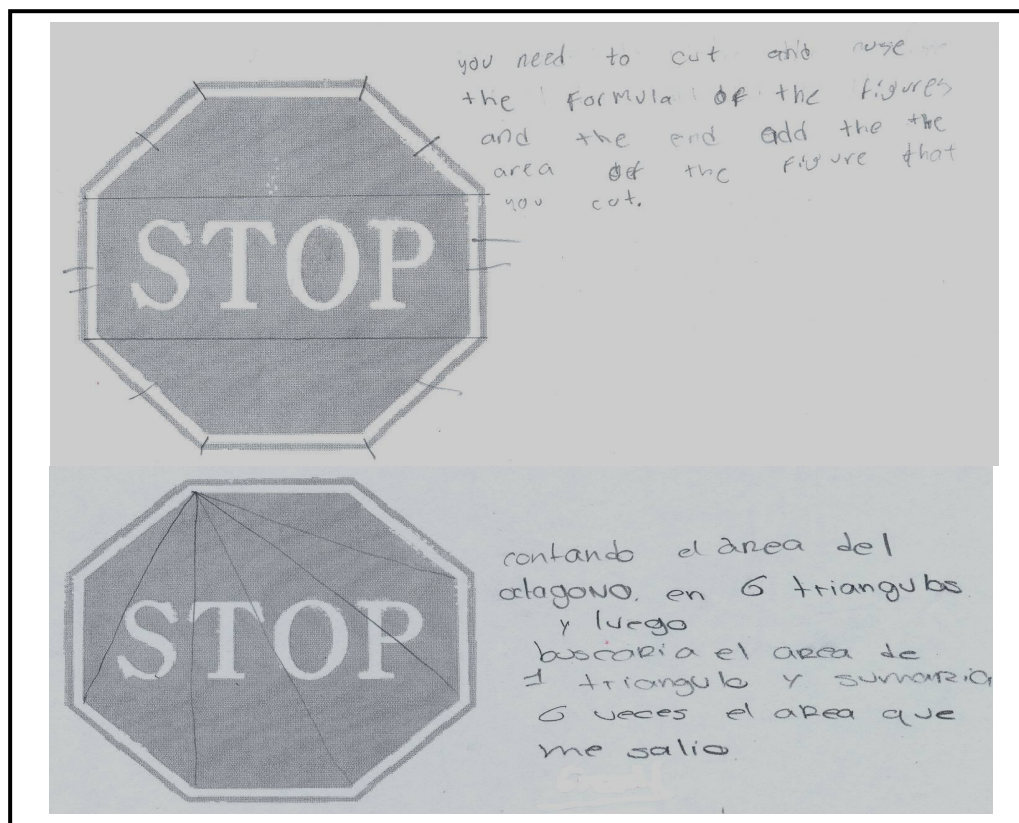 STOP
you need to cut and
the formula of the figures
and the end add the the
area of the figure that
you cut.
STOP
contando el área del
octagono. en 6 triangulos
y luego
buscaria el area de
1 triangulo y sumaria
6 veces el area que
me salio